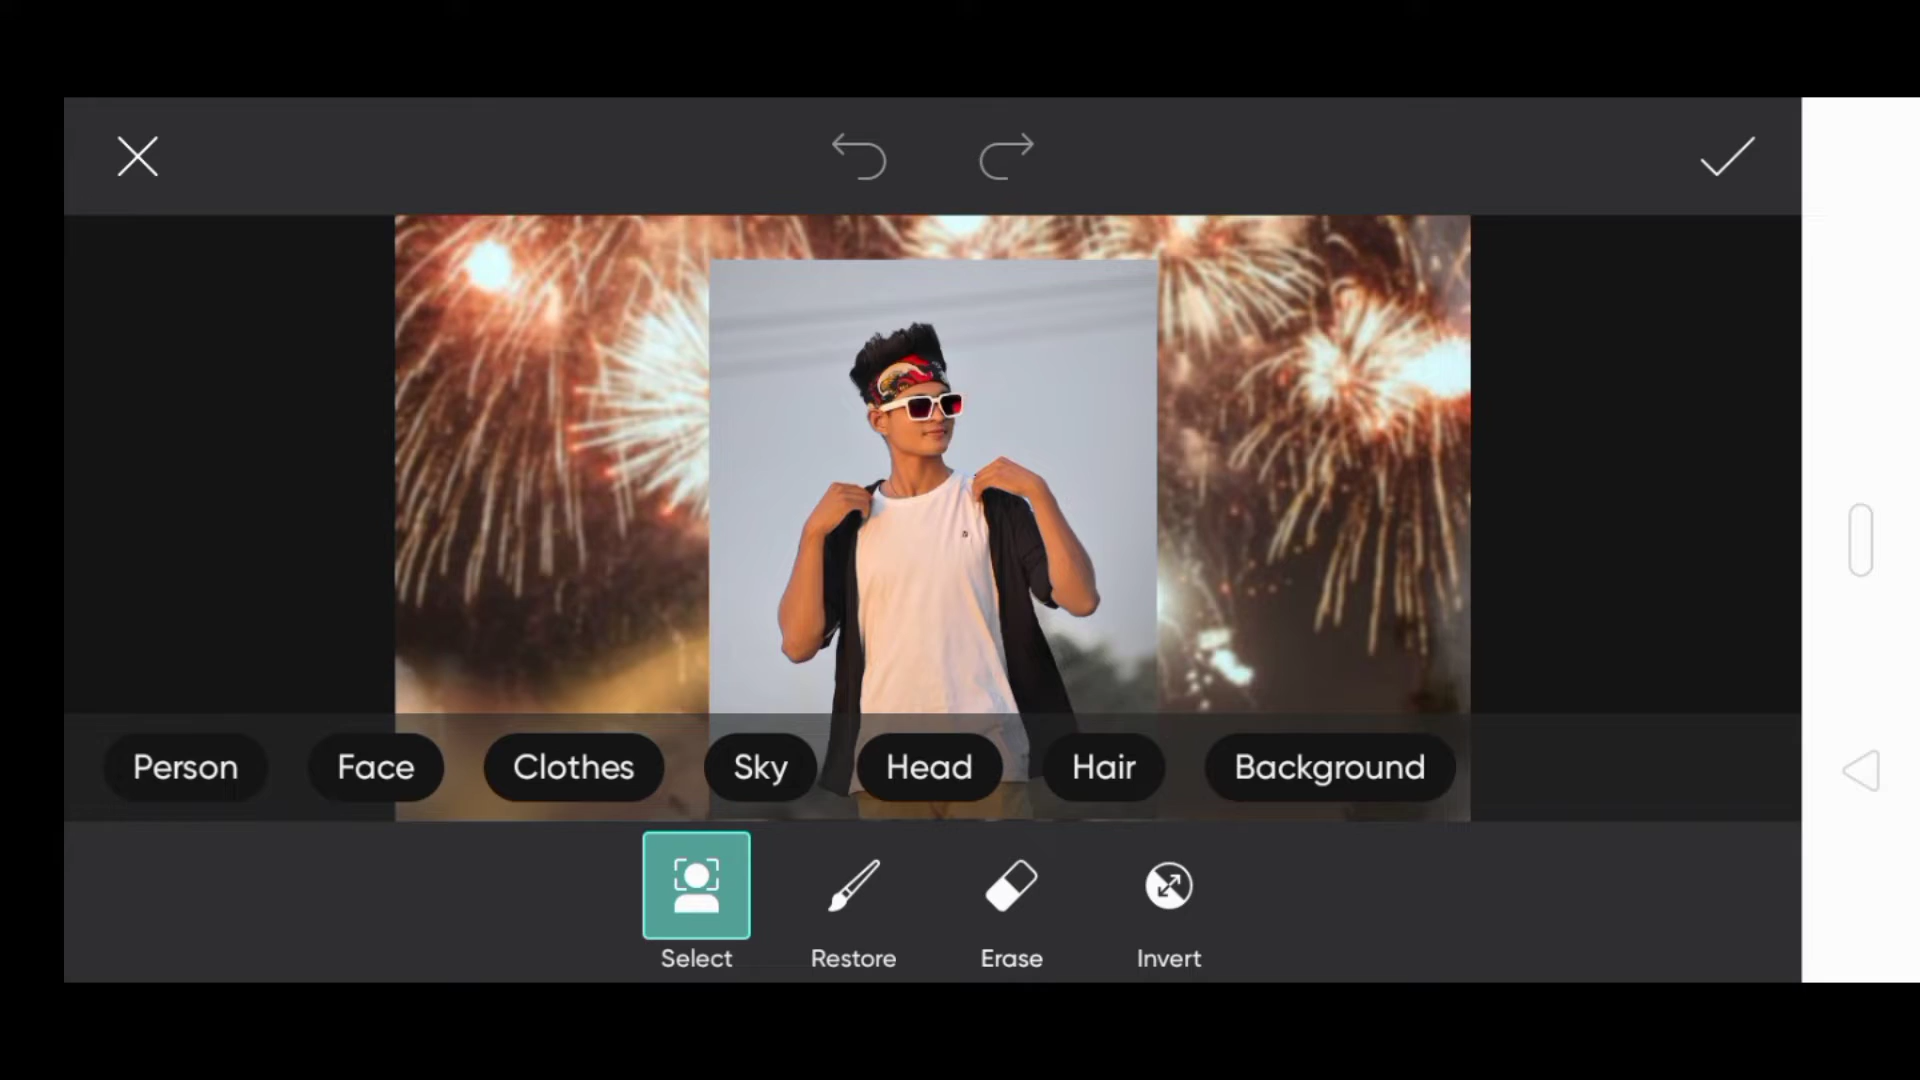 Person Face Clothes Sky Head Hair Background
Select Restore Erase Invert